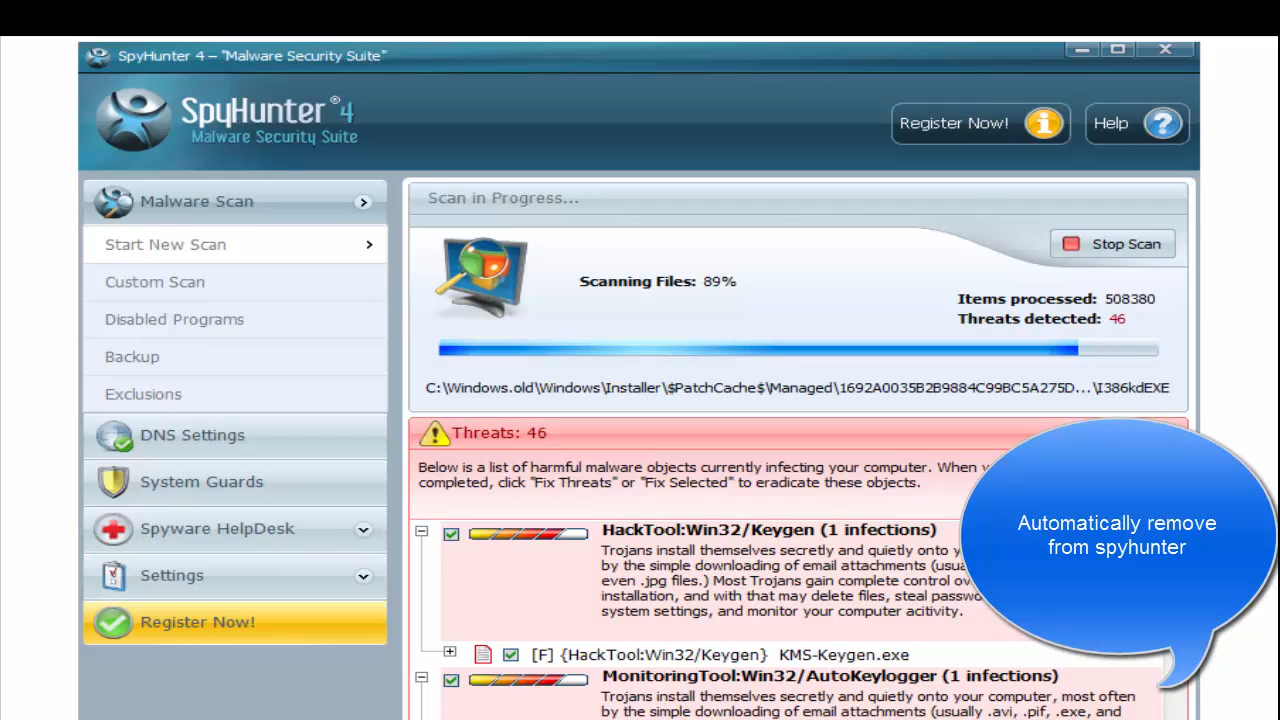 SpyHunter 4 – "Malware Security Suite"
SpyHunter®4
Malware Security Suite
Register Now!
Help
Malware Scan
Start New Scan
Custom Scan
Disabled Programs
Backup
Exclusions
DNS Settings
System Guards
Spyware HelpDesk
Settings
Register Now!
Scan in Progress...
Stop Scan
Scanning Files: 89%
Items processed: 508380
Threats detected: 46
C:\Windows.old\Windows\Installer\$PatchCache$\Managed\1692A0035B2B9884C99BC5A275D...\I386kdEXE
Threats: 46
Below is a list of harmful malware objects currently infecting your computer. When
completed, click "Fix Threats" or "Fix Selected" to eradicate these objects.
HackTool:Win32/Keygen (1 infections)
Trojans install themselves secretly and quietly onto
by the simple downloading of email attachments
even .jpg files.) Most Trojans gain complete control
installation, and with that may delete files, steal
system settings, and monitor your computer acitivity.
[F] {HackTool:Win32/Keygen} KMS-Keygen.exe
MonitoringTool:Win32/AutoKeylogger (1 infections)
Trojans install themselves secretly and quietly onto your computer, most often
by the simple downloading of email attachments (usually .avi, .pif, .exe, and
Automatically remove
from spyhunter